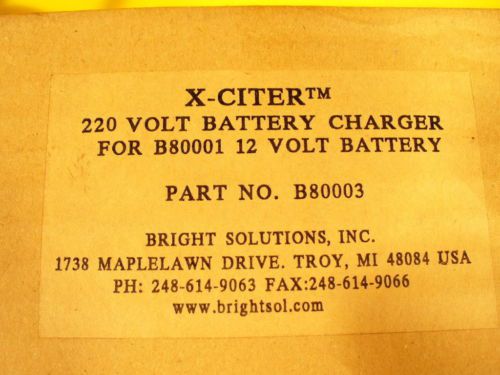 X-CITER™
220 VOLT BATTERY CHARGER
FOR B80001 12 VOLT BATTERY
PART NO. B80003
BRIGHT SOLUTIONS, INC.
1738 MAPLELAWN DRIVE. TROY, MI 48084 USA
PH: 248-614-9063 FAX:248-614-9066
www.brightsol.com